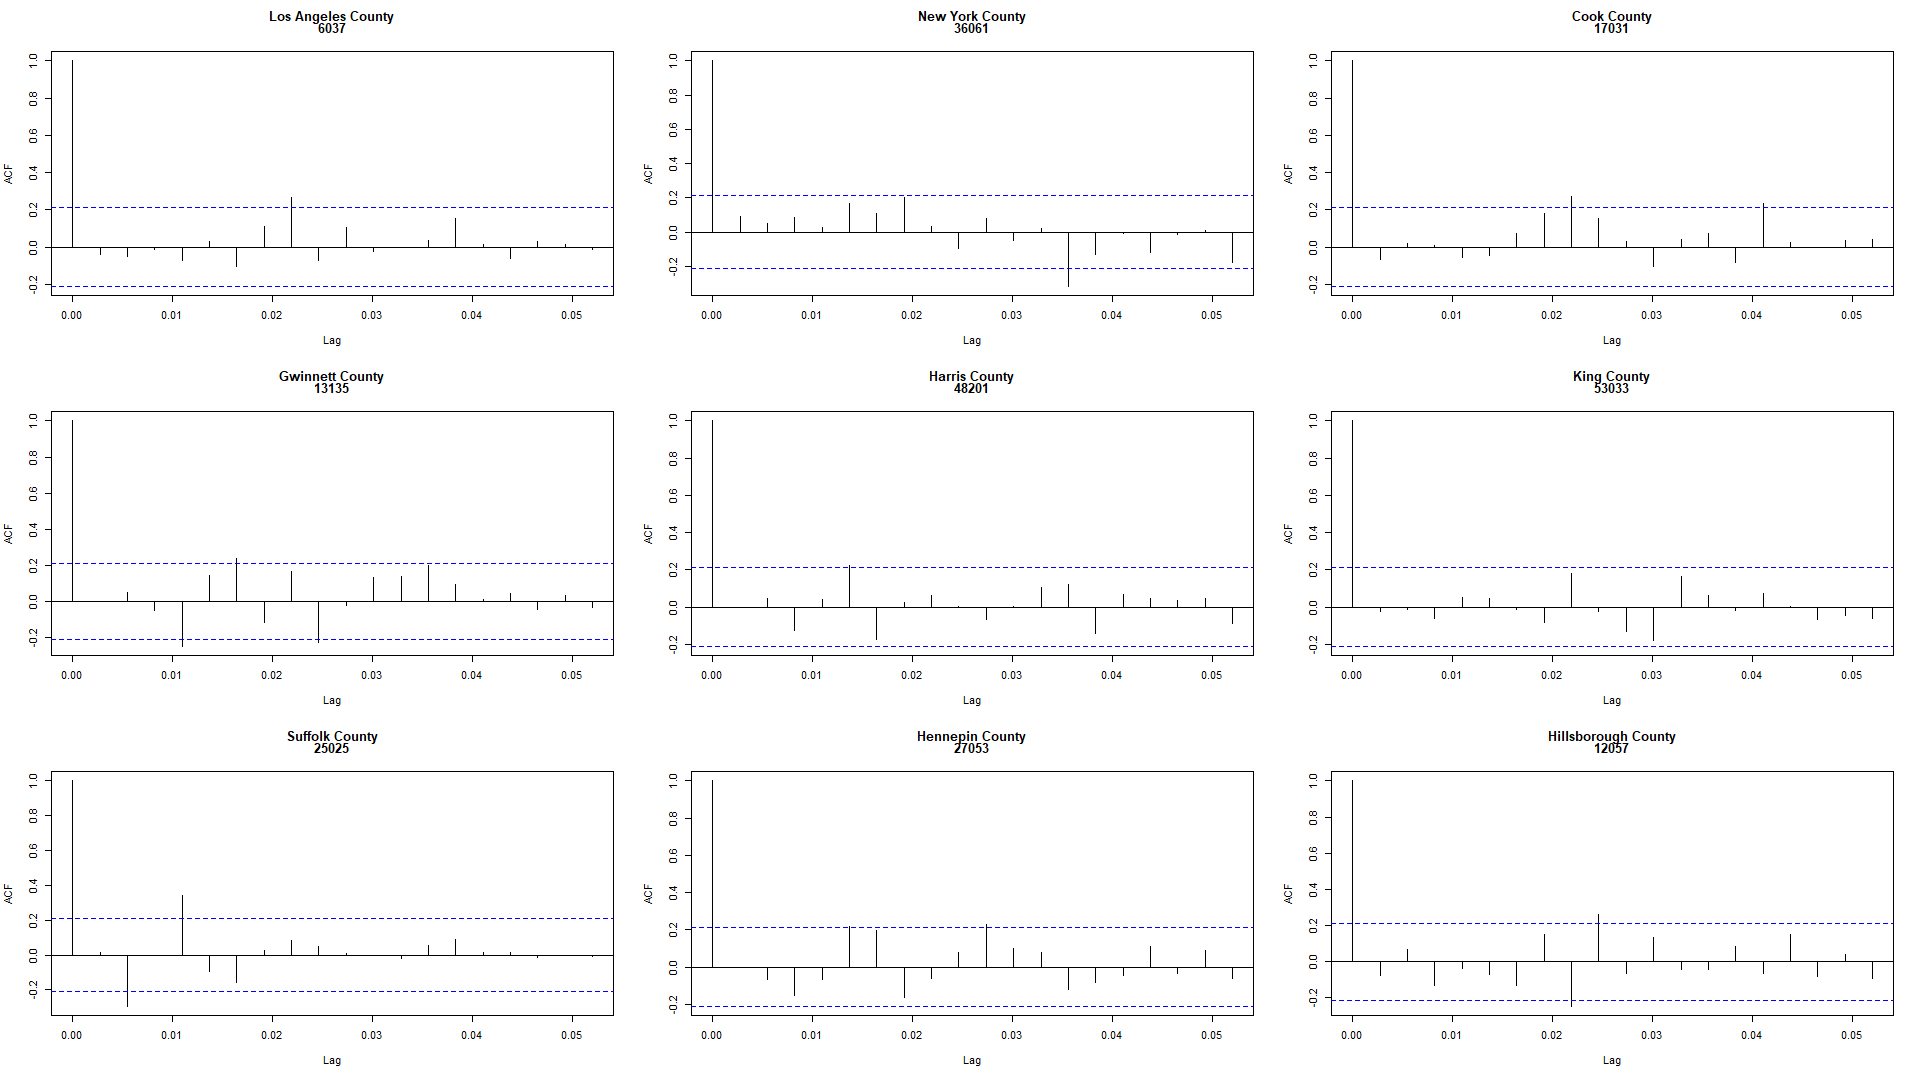 Los Angeles County
6037
ACF
1.0
0.8
0.6
0.4
0.2
0.0
-0.2
0.00 0.01 0.02 0.03 0.04 0.05
Lag
New York County
36061
ACF
1.0
0.8
0.6
0.4
0.2
0.0
-0.2
0.00 0.01 0.02 0.03 0.04 0.05
Lag
Cook County
17031
ACF
1.0
0.8
0.6
0.4
0.2
0.0
-0.2
0.00 0.01 0.02 0.03 0.04 0.05
Lag
Gwinnett County
13135
ACF
1.0
0.8
0.6
0.4
0.2
0.0
-0.2
0.00 0.01 0.02 0.03 0.04 0.05
Lag
Harris County
48201
ACF
1.0
0.8
0.6
0.4
0.2
0.0
-0.2
0.00 0.01 0.02 0.03 0.04 0.05
Lag
King County
53033
ACF
1.0
0.8
0.6
0.4
0.2
0.0
-0.2
0.00 0.01 0.02 0.03 0.04 0.05
Lag
Suffolk County
25025
ACF
1.0
0.8
0.6
0.4
0.2
0.0
-0.2
0.00 0.01 0.02 0.03 0.04 0.05
Lag
Hennepin County
27053
ACF
1.0
0.8
0.6
0.4
0.2
0.0
-0.2
0.00 0.01 0.02 0.03 0.04 0.05
Lag
Hillsborough County
12057
ACF
1.0
0.8
0.6
0.4
0.2
0.0
-0.2
0.00 0.01 0.02 0.03 0.04 0.05
Lag